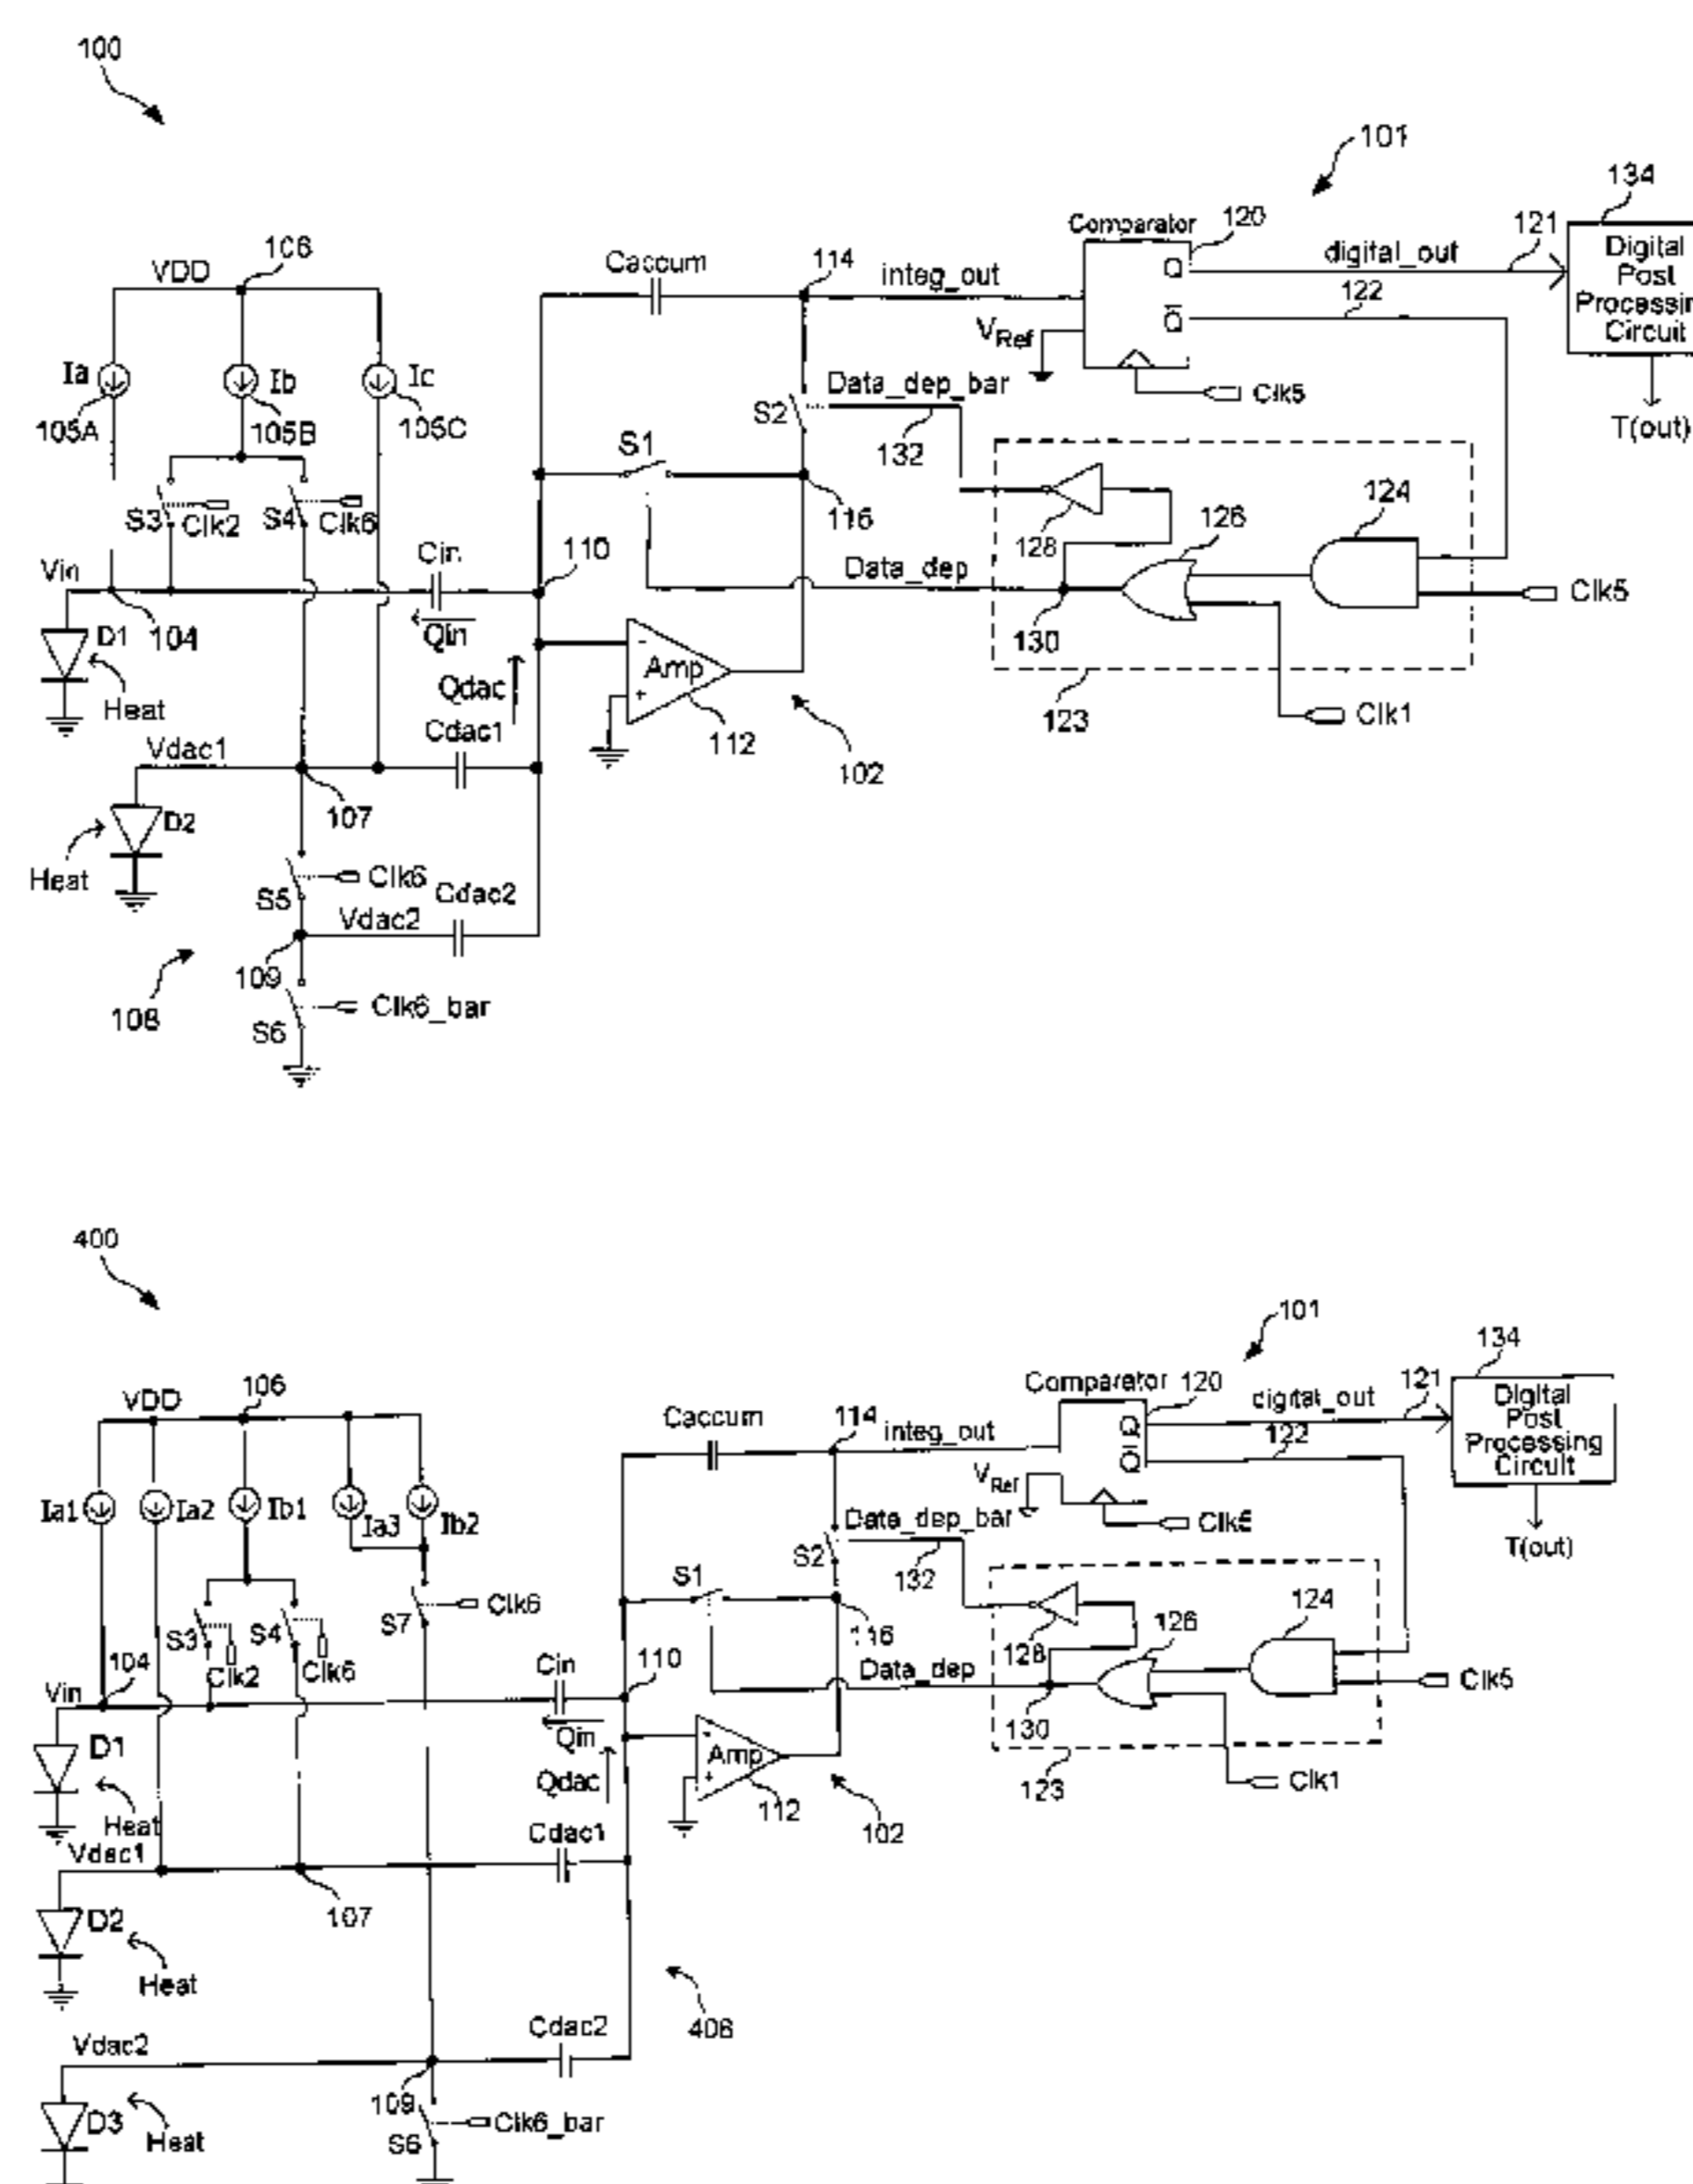 100
101
134
Comparator 120
121
Digital
Post
Circuit
T(out)
digital_out
122
Q
Q̅
106
VDD
Caccum
114
integ_out
VRef
Clk5
Ia
Ib
Ic
105A
105B
105C
S1
S2
Data_dep_bar
132
116
124
126
128
S3
Clk2
S4
Clk6
Vin
104
Cin
110
Qin
Data_dep
130
Clk5
D1
Heat
Qdac
Amp
-
+
112
102
123
Clk1
Vdac1
Cdac1
107
D2
Heat
S5
Clk6
Cdac2
Vdac2
109
108
Clk6_bar
S6
400
101
134
Comparator 120
121
Digital
Post
Processing
Circuit
T(out)
digital_out
122
Q
Q̅
VDD
106
Caccum
114
integ_out
VRef
Ia1
Ia2
Ib1
Ia3
Ib2
Data_dep_bar
S2
132
S1
116
124
126
128
S3
Clk2
S4
Clk6
S7
Clk6
104
Vin
Cin
110
Data_dep
130
Clk5
Qin
D1
Heat
Qdac
Amp
-
+
112
102
123
Clk1
Vdac1
Cdac1
107
D2
Heat
406
Vdac2
Cdac2
109
D3
Heat
Clk6_bar
S6